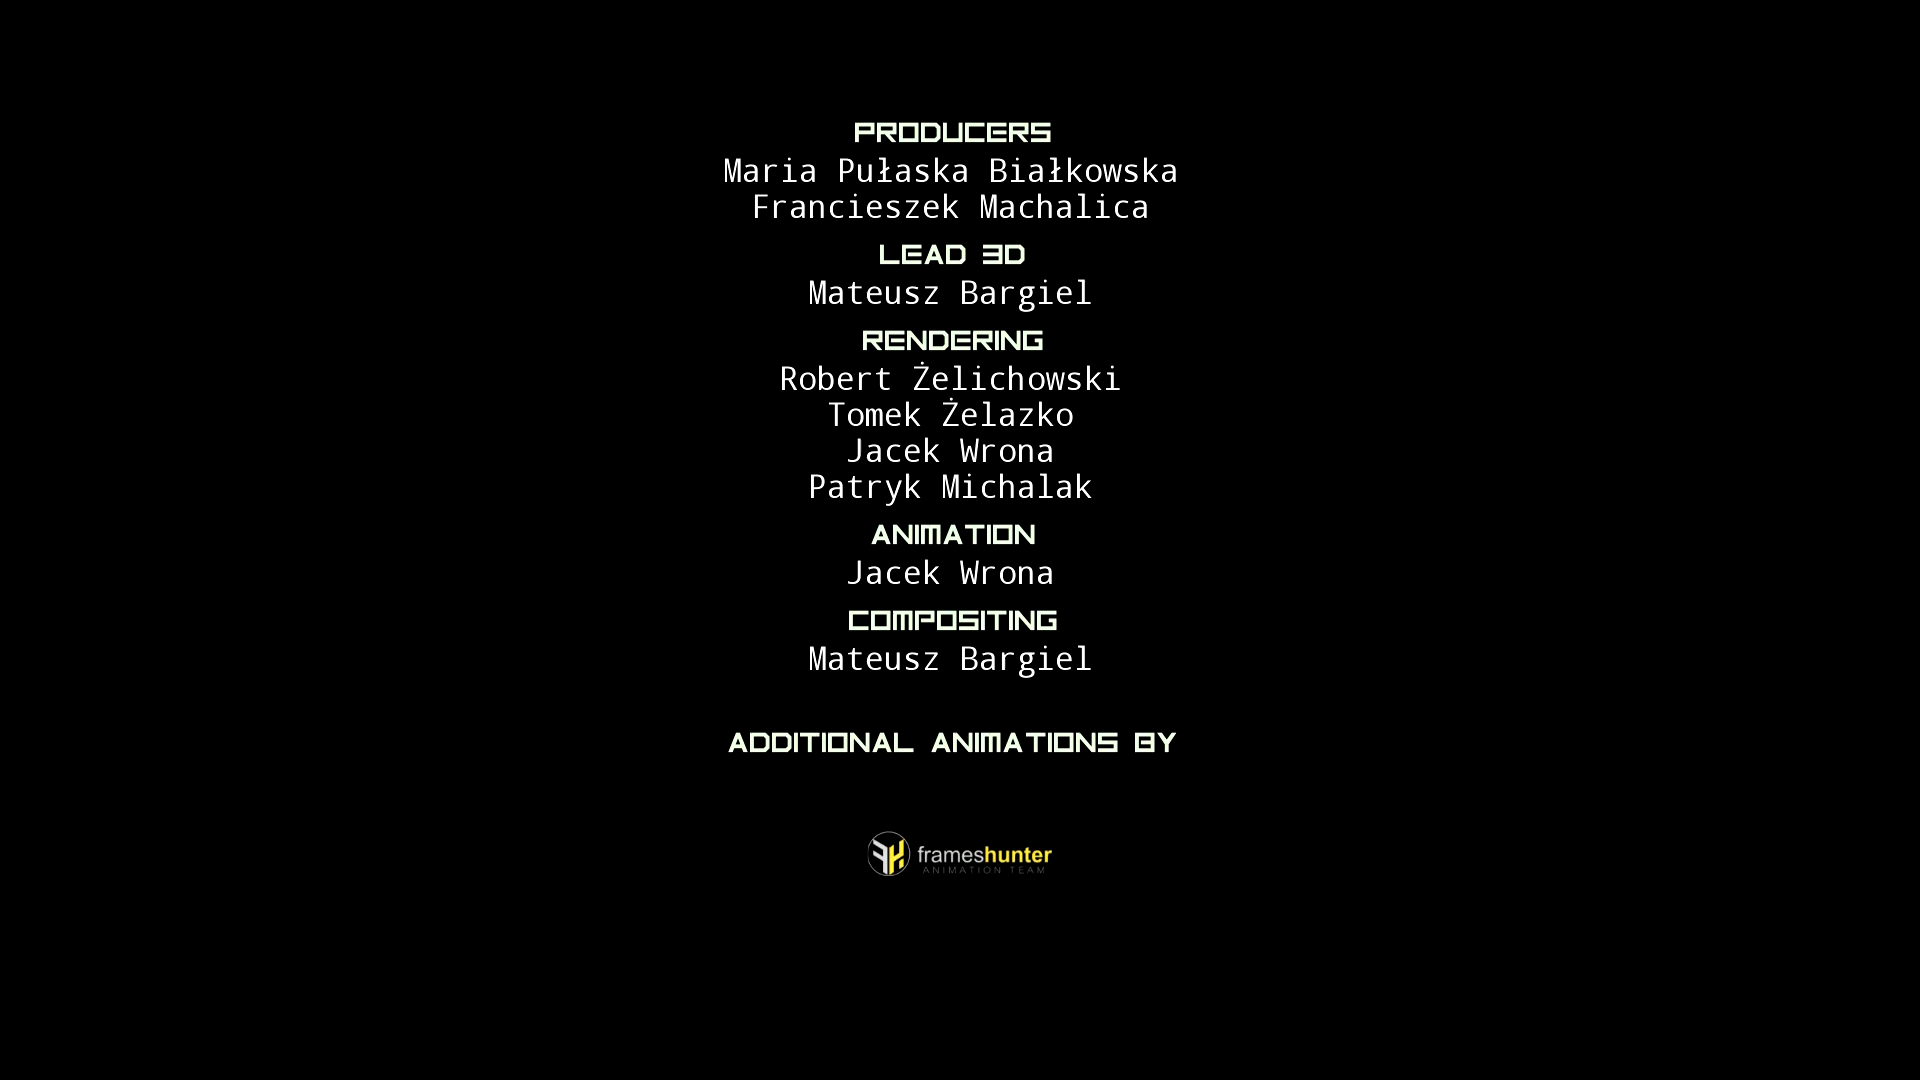 PRODUCERS
Maria Pułaska Białkowska
Francieszek Machalica
LEAD 3D
Mateusz Bargiel
RENDERING
Robert Żelichowski
Tomek Żelazko
Jacek Wrona
Patryk Michalak
ANIMATION
Jacek Wrona
COMPOSITING
Mateusz Bargiel
ADDITIONAL ANIMATIONS BY
frameshunter
ANIMATION TEAM